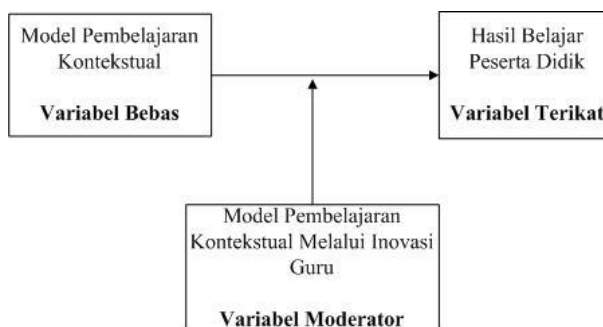 Model Pembelajaran
Kontekstual
Variabel Bebas
Hasil Belajar
Peserta Didik
Variabel Terikat
Model Pembelajaran
Kontekstual Melalui Inovasi
Guru
Variabel Moderator